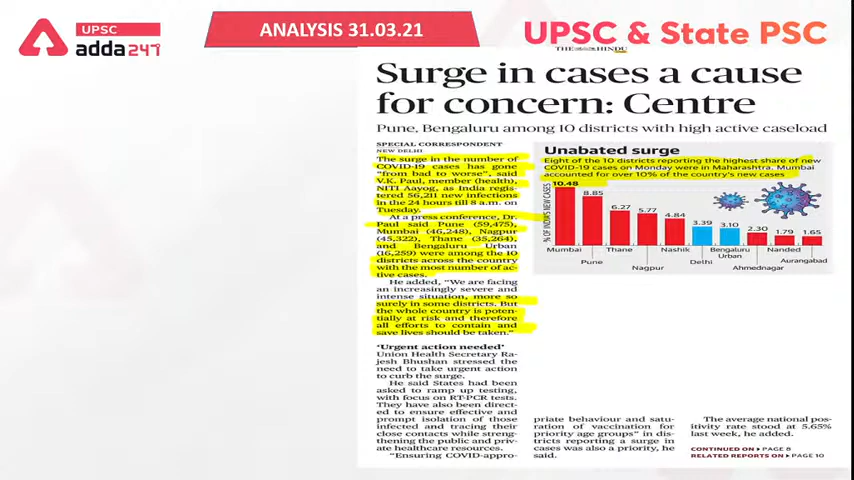 UPSC
adda247
ANALYSIS 31.03.21
UPSC & State PSC
THE HINDU
Surge in cases a cause
for concern: Centre
Pune, Bengaluru among 10 districts with high active caseload
SPECIAL CORRESPONDENT
NEW DELHI
The surge in the number of
COVID-19 cases has gone
"from bad to worse", said
V.K. Paul, member (health),
NITI Aayog, as India regis-
tered 56,211 new infections
in the 24 hours till 8 a.m. on
Tuesday.
At a press conference, Dr.
Paul said Pune (59,475),
Mumbai (46,248), Nagpur
(45,322), Thane (35,264),
and Bengaluru Urban
(16,259) were among the 10
districts across the country
with the most number of ac-
tive cases.
He added, "We are facing
an increasingly severe and
intense situation, more so
surely in some districts. But
the whole country is poten-
tially at risk and therefore
all efforts to contain and
save lives should be taken."
'Urgent action needed'
Union Health Secretary Ra-
jesh Bhushan stressed the
need to take urgent action
to curb the surge.
He said States had been
asked to ramp up testing,
with focus on RT-PCR tests.
They have also been direct-
ed to ensure effective and
prompt isolation of those
infected and tracing their
close contacts while streng-
thening the public and priv-
ate healthcare resources.
"Ensuring COVID-appro-
Unabated surge
Eight of the 10 districts reporting the highest share of new
COVID-19 cases on Monday were in Maharashtra. Mumbai
accounted for over 10% of the country's new cases
% OF INDIA'S NEW CASES
10.48
8.85
6.27
5.77
4.84
3.39
3.10
2.30
1.79
1.65
Mumbai
Pune
Thane
Nagpur
Nashik
Delhi
Bengaluru
Urban
Ahmednagar
Nanded
Aurangabad
priate behaviour and satu-
ration of vaccination for
priority age groups" in dis-
tricts reporting a surge in
cases was also a priority, he
said.
The average national pos-
itivity rate stood at 5.65%
last week, he added.
CONTINUED ON ▸ PAGE 8
RELATED REPORTS ON ▸ PAGE 10